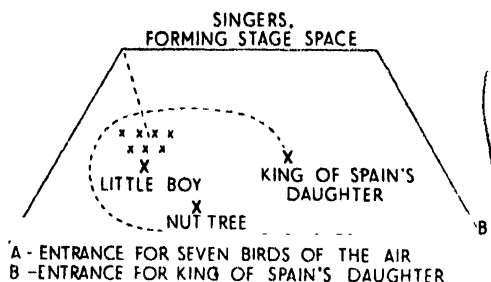 SINGERS,
FORMING STAGE SPACE
x x x x
x x x
X
LITTLE BOY
X
KING OF SPAIN'S
DAUGHTER
X
NUT TREE
B
A - ENTRANCE FOR SEVEN BIRDS OF THE AIR
B - ENTRANCE FOR KING OF SPAIN'S DAUGHTER